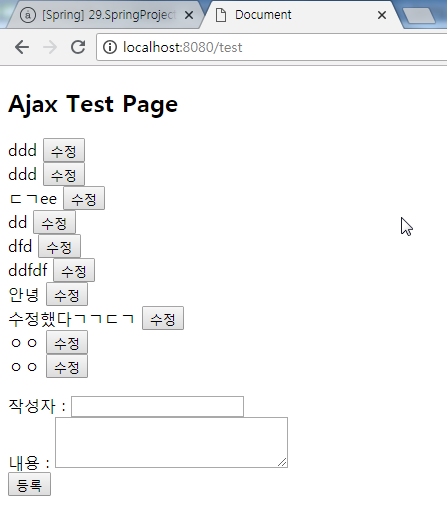 [Spring] 29.SpringProject
Document
localhost:8080/test
Ajax Test Page
ddd 수정
ddd 수정
ㄷㄱee 수정
dd 수정
dfd 수정
ddfdf 수정
안녕 수정
수정했다ㄱㄱㄷㄱ 수정
ㅇㅇ 수정
ㅇㅇ 수정
작성자 :
내용 :
등록